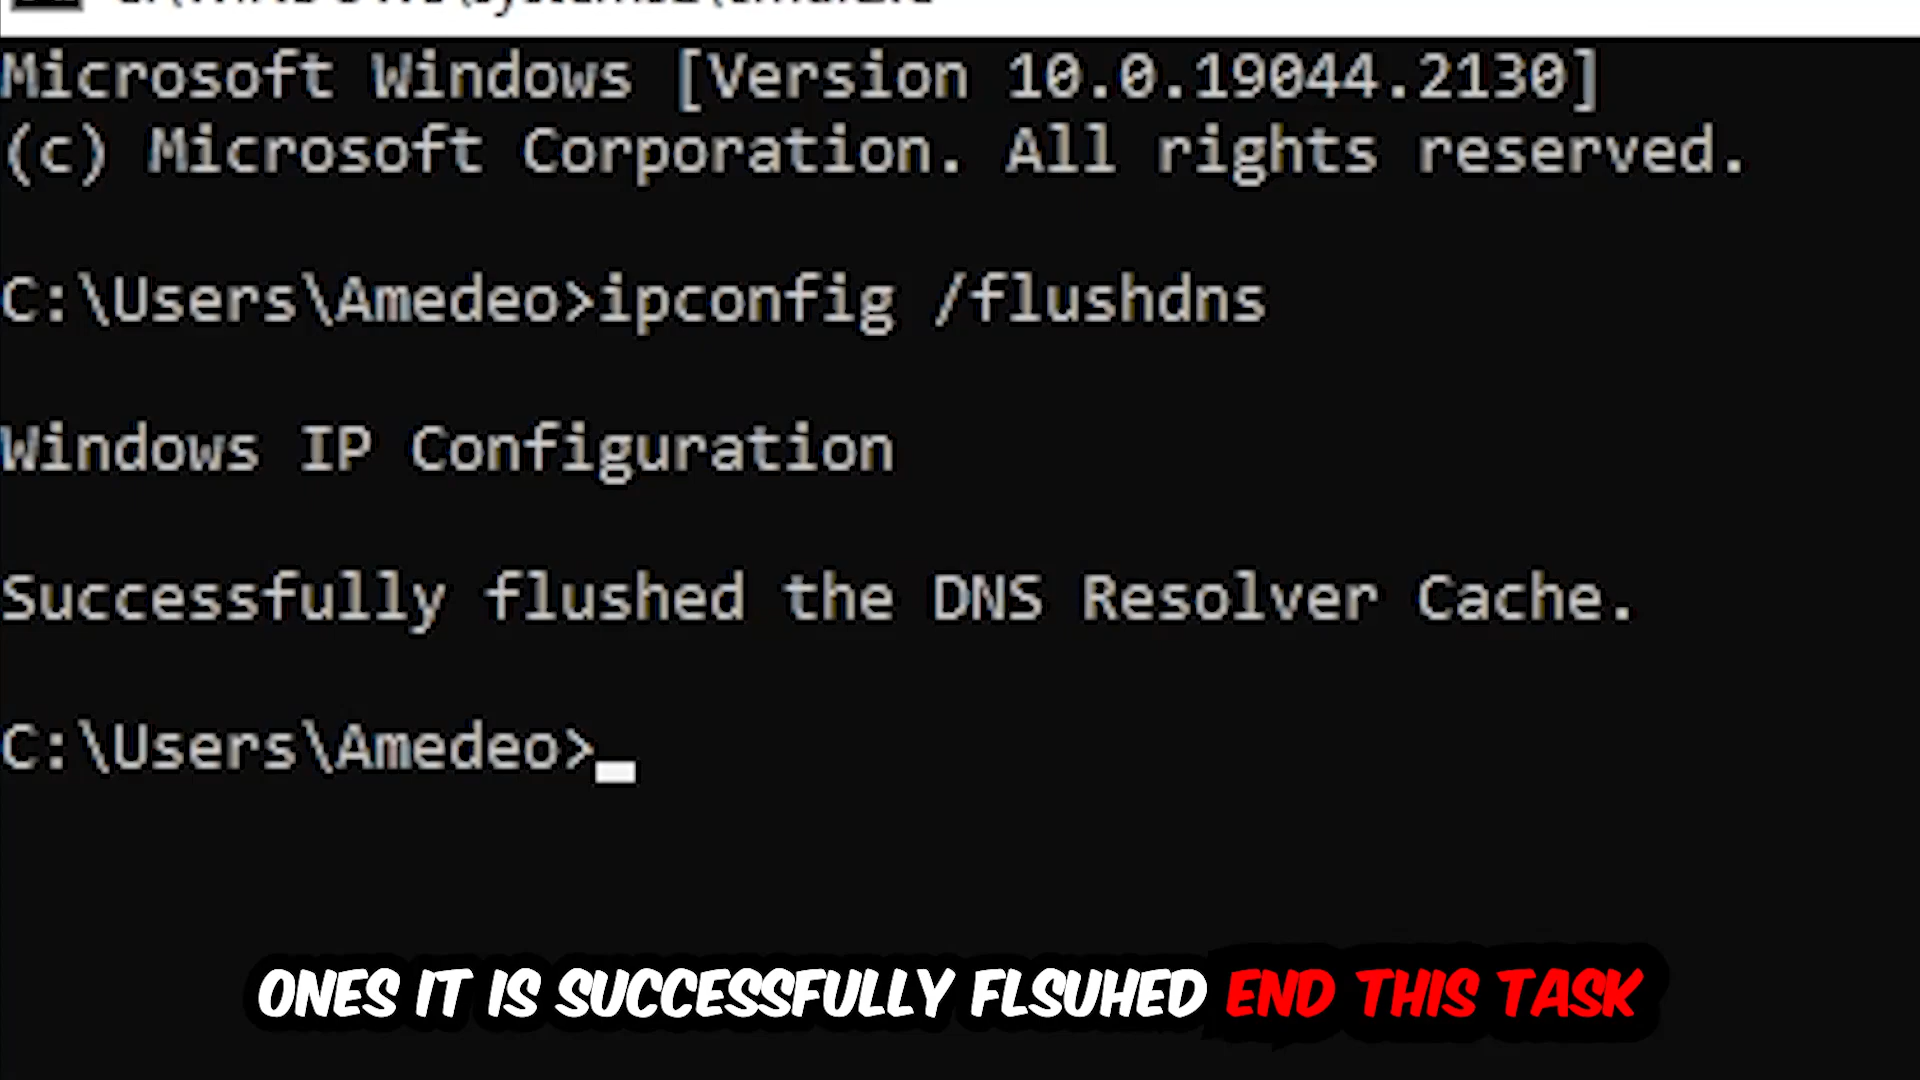 Microsoft Windows [Version 10.0.19044.2130]
(c) Microsoft Corporation. All rights reserved.
C:\Users\Amedeo>ipconfig /flushdns
Windows IP Configuration
Successfully flushed the DNS Resolver Cache.
C:\Users\Amedeo>
ONES IT IS SUCCESSFULLY FLSUHED END THIS TASK